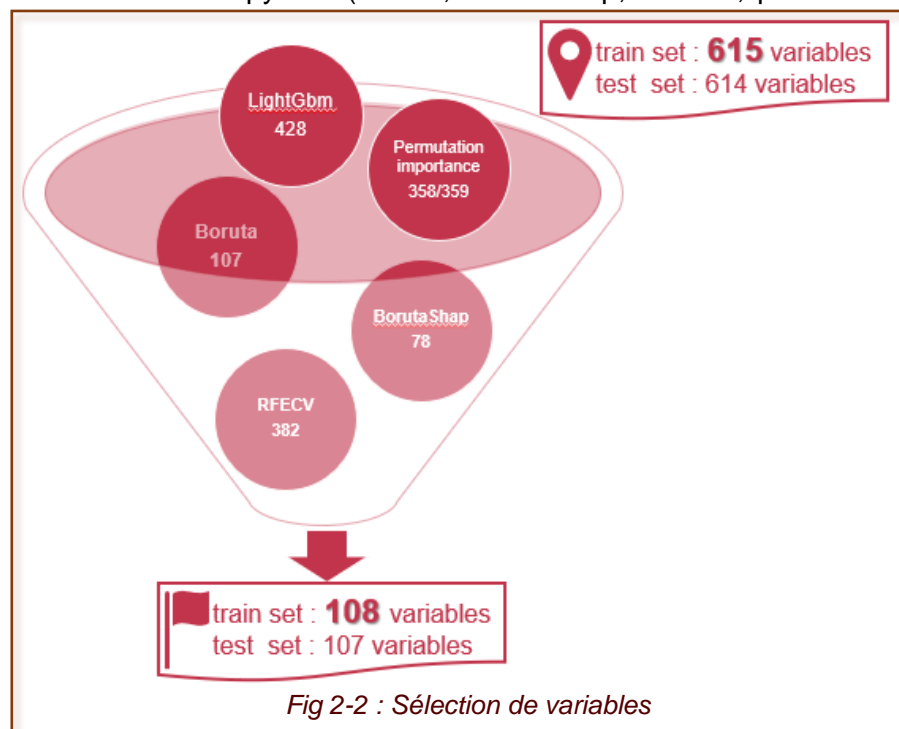 train set : 615 variables
test set : 614 variables
LightGbm
428
Permutation
importance
358/359
Boruta
107
BorutaShap
78
RFECV
382
train set : 108 variables
test set : 107 variables
Fig 2-2 : Sélection de variables